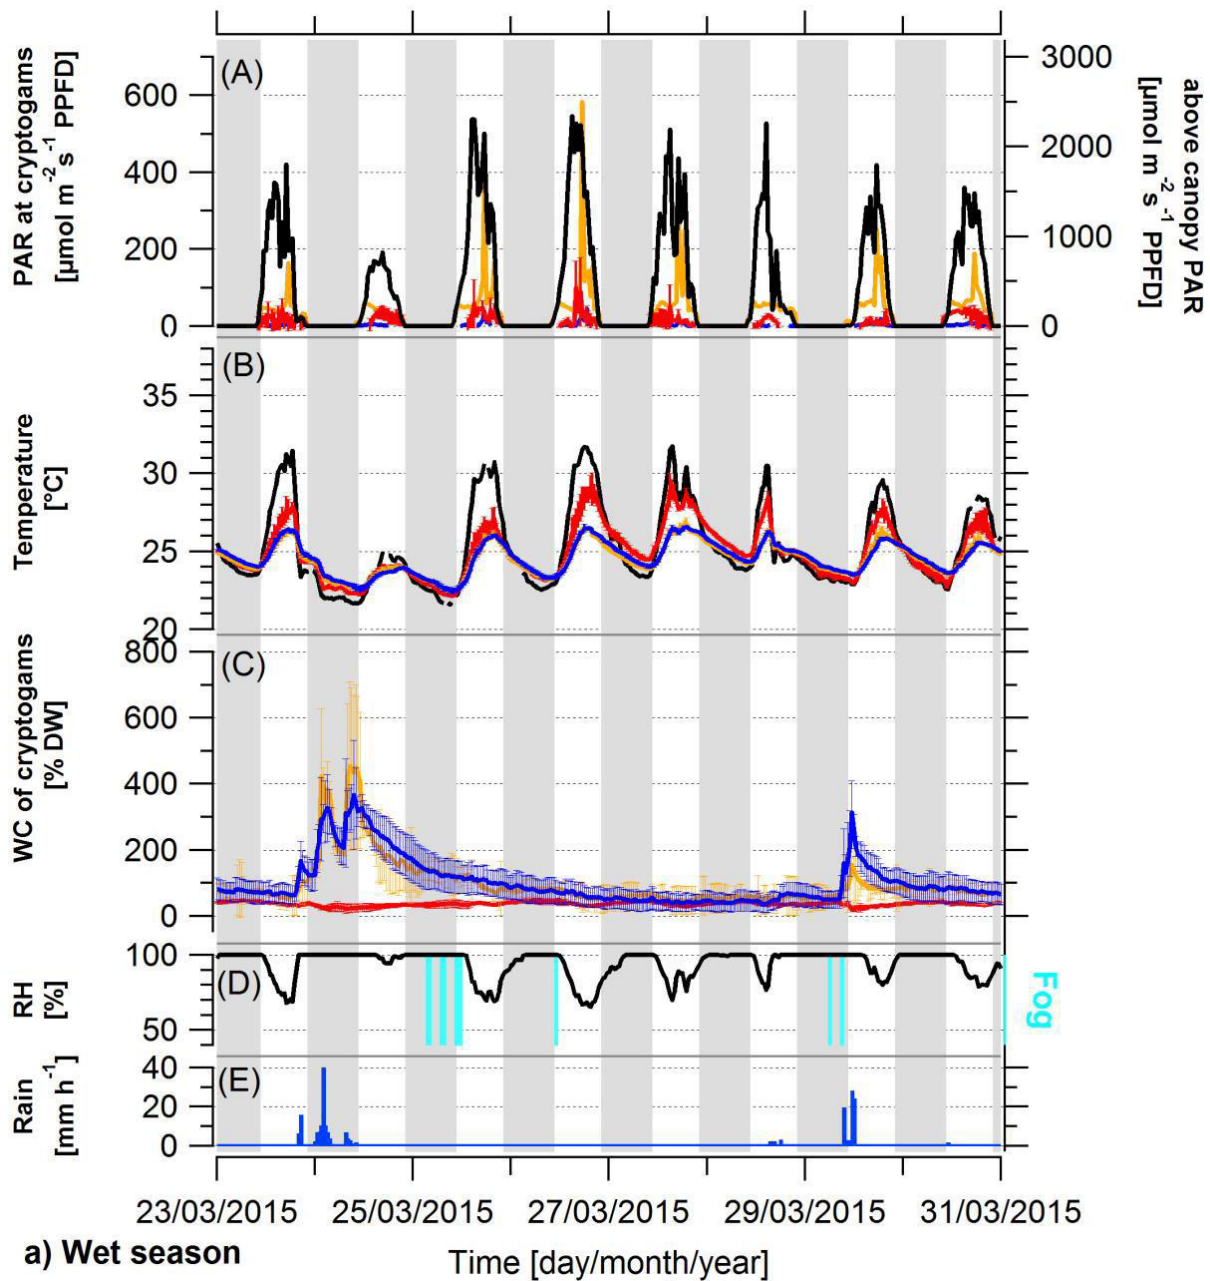 PAR at cryptogams
[µmol m⁻²s⁻¹ PPFD]
(A)
600
400
200
0
3000
2000
1000
0
above canopy PAR
[µmol m⁻²s⁻¹ PPFD]
Temperature
[°C]
(B)
35
30
25
20
WC of cryptogams
[% DW]
(C)
800
600
400
200
0
RH
[%]
(D)
100
50
Fog
Rain
[mm h⁻¹]
(E)
40
20
0
23/03/2015 25/03/2015 27/03/2015 29/03/2015 31/03/2015
a) Wet season
Time [day/month/year]